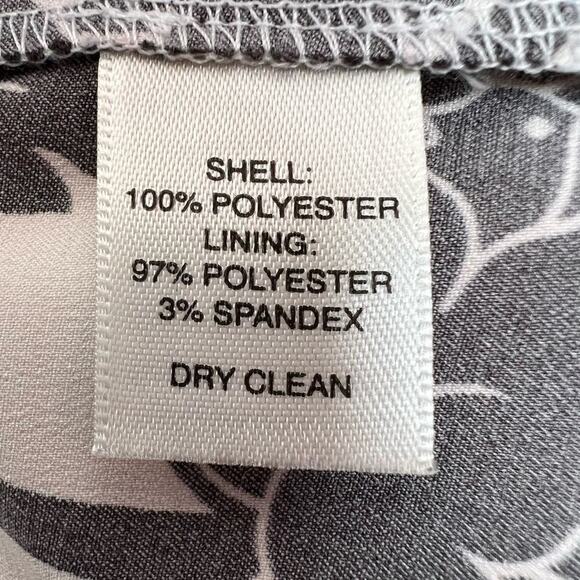 SHELL:
100% POLYESTER
LINING:
97% POLYESTER
3% SPANDEX
DRY CLEAN